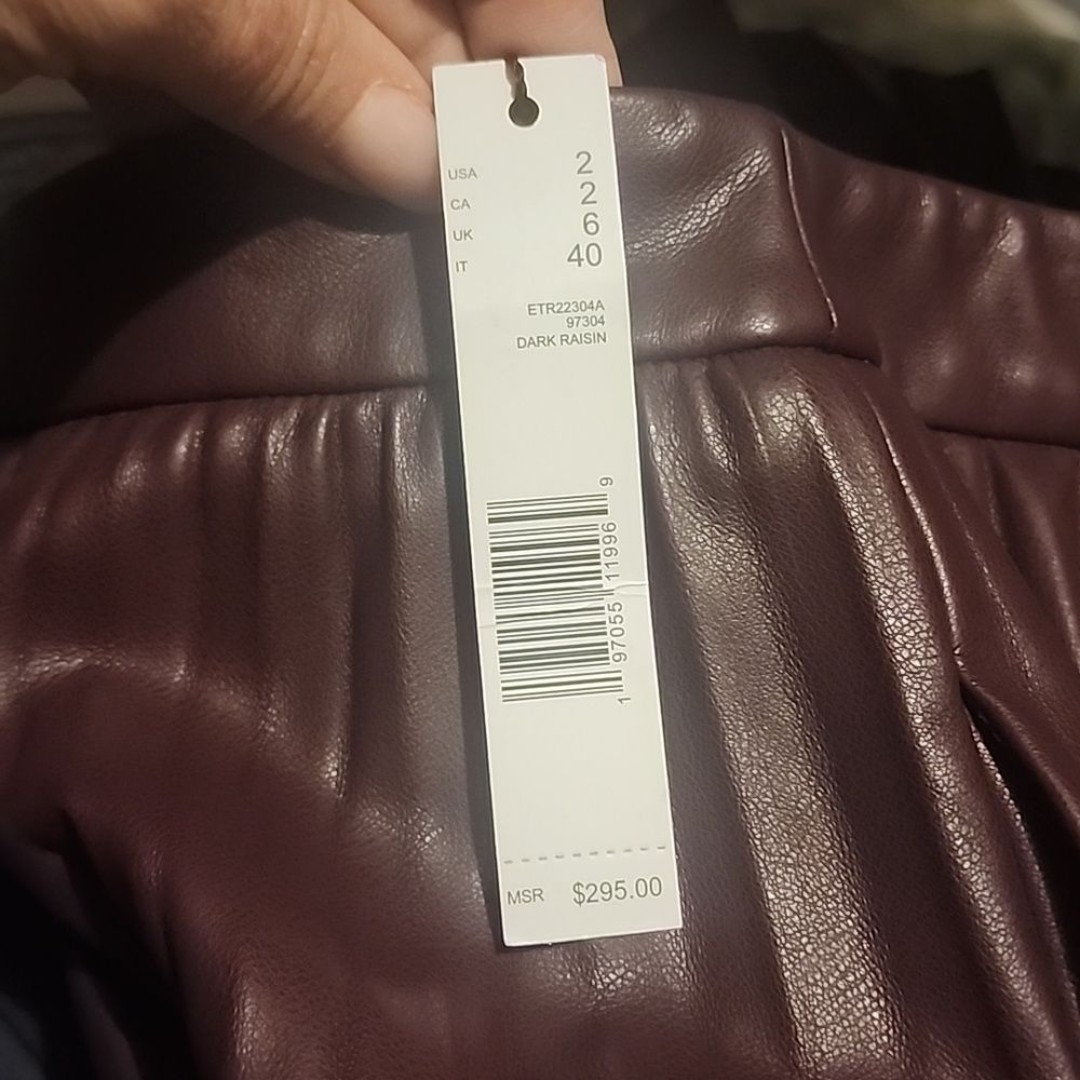 USA 2
CA 2
UK 6
IT 40
ETR22304A
97304
DARK RAISIN
1 97055 11996 9
MSR $295.00